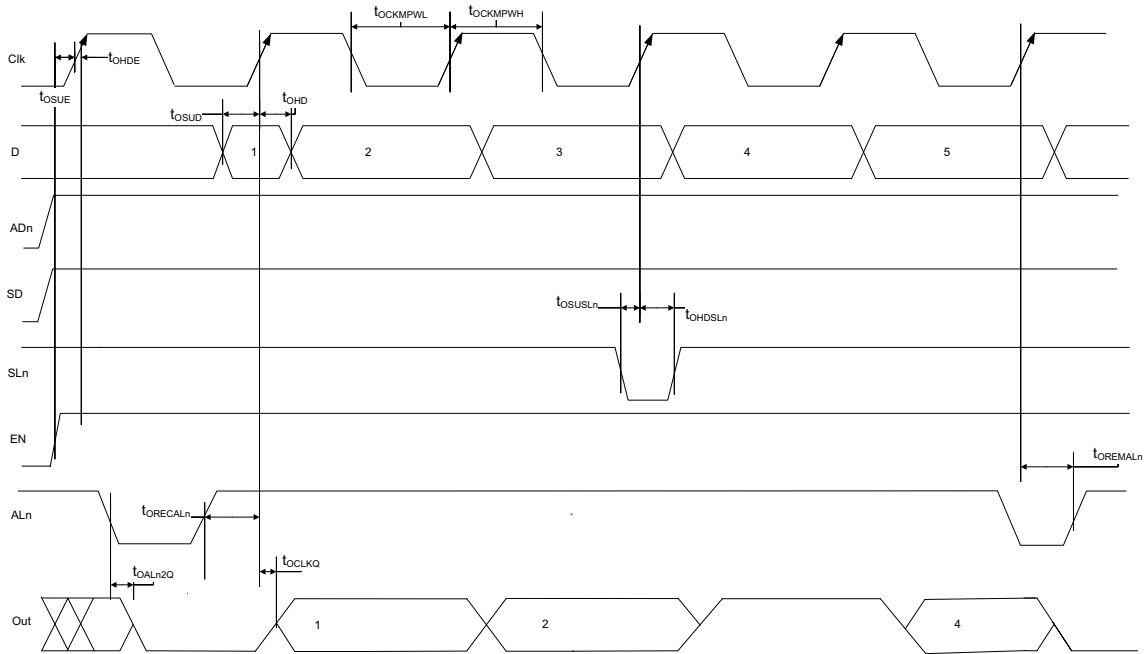 tOCKMPWL
tOCKMPWH
Clk
tOHDE
tOSUE
tOSUD
tOHD
D
1
2
3
4
5
ADn
SD
tOSUSLn
tOHDSLn
SLn
EN
tOREMALn
ALn
tORECALn
tOALn2Q
tOCLKQ
Out
1
2
4